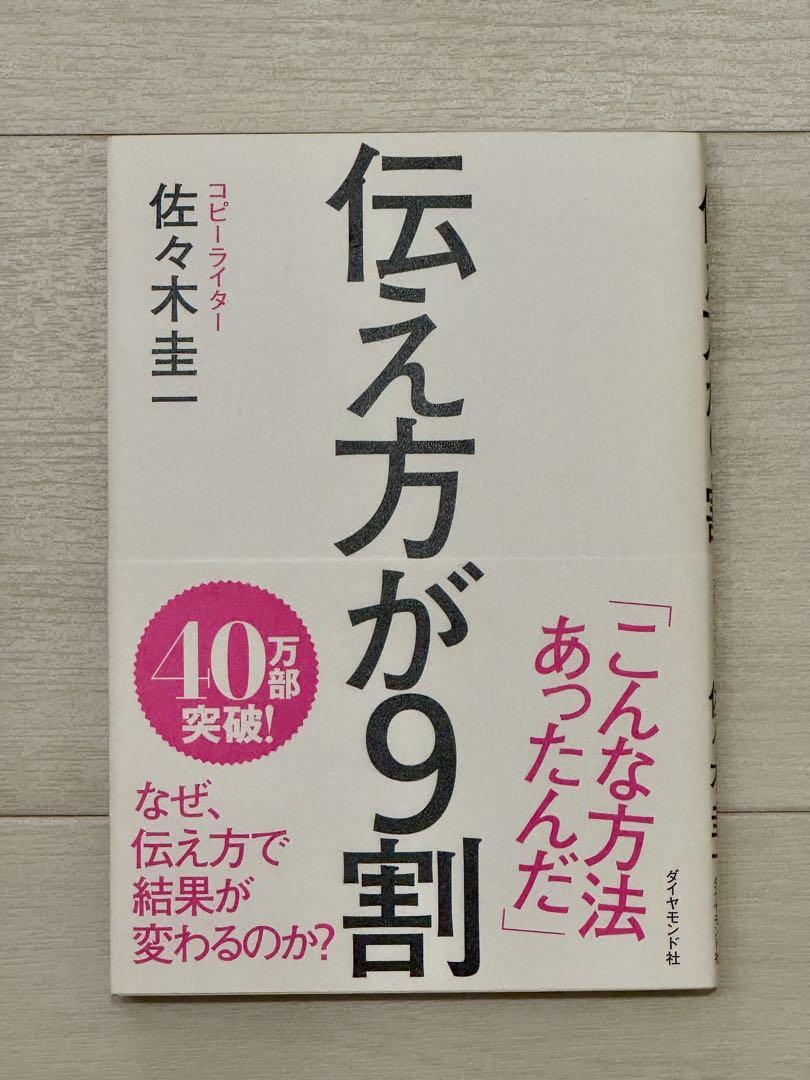 伝え方が9割
コピーライター
佐々木圭一
「こんな方法
あったんだ」
40万部
突破!
なぜ、
伝え方で
結果が
変わるのか?
ダイヤモンド社